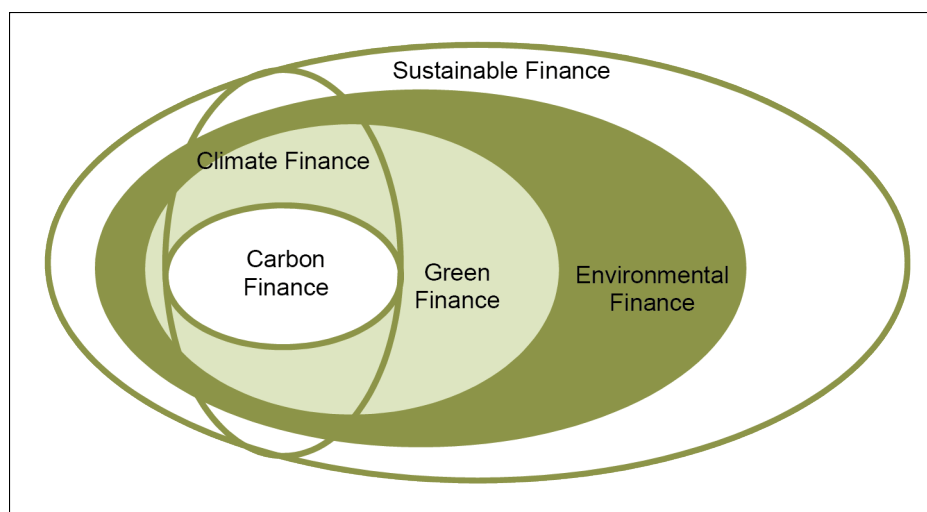 Sustainable Finance
Climate Finance
Carbon
Finance
Green
Finance
Environmental
Finance